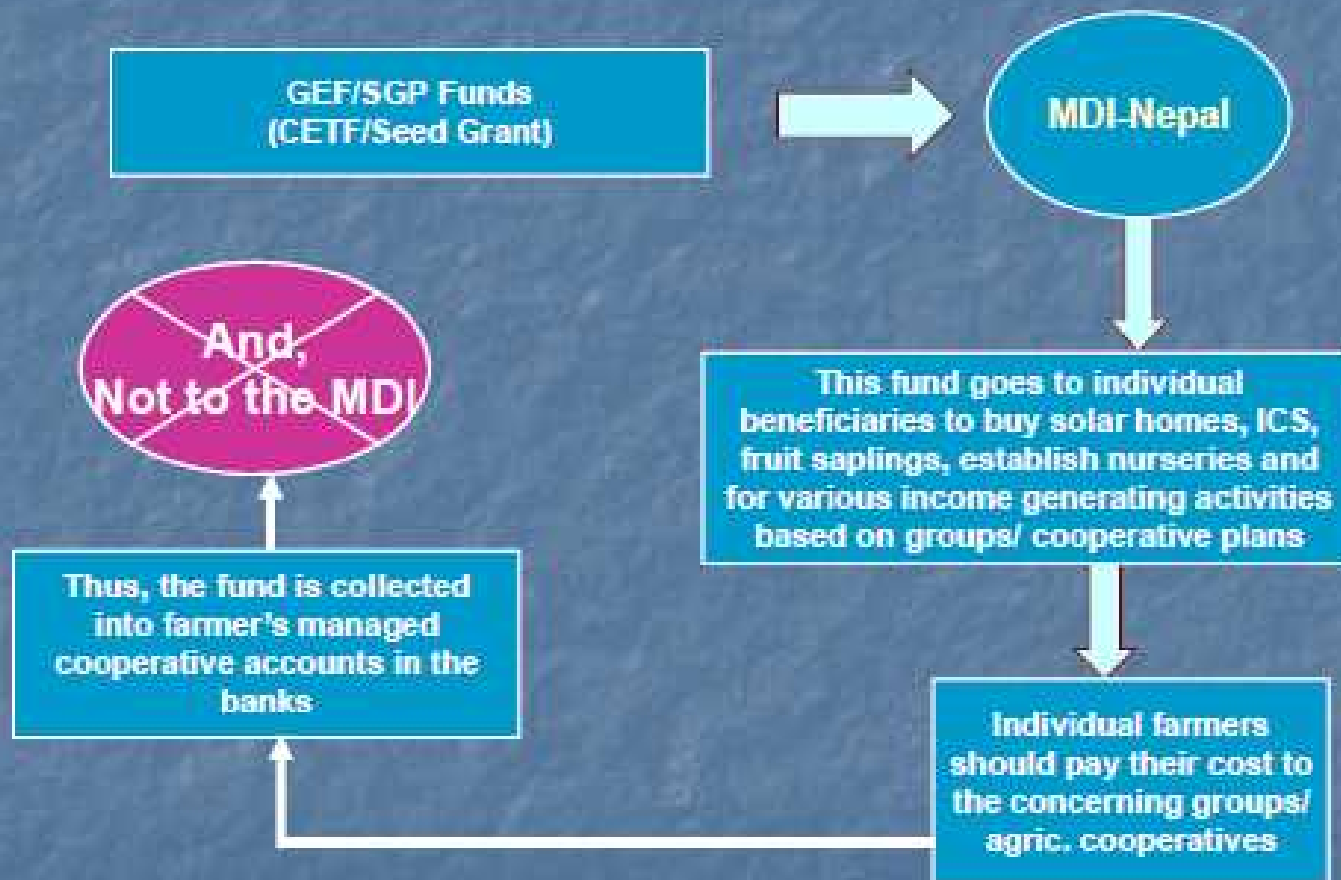 GEF/SGP Funds
(CETF/Seed Grant)
MDI-Nepal
This fund goes to individual
beneficiaries to buy solar homes, ICS,
fruit saplings, establish nurseries and
for various income generating activities
based on groups/ cooperative plans
Individual farmers
should pay their cost to
the concerning groups/
agric. cooperatives
Thus, the fund is collected
into farmer's managed
cooperative accounts in the
banks
And,
Not to the MDI